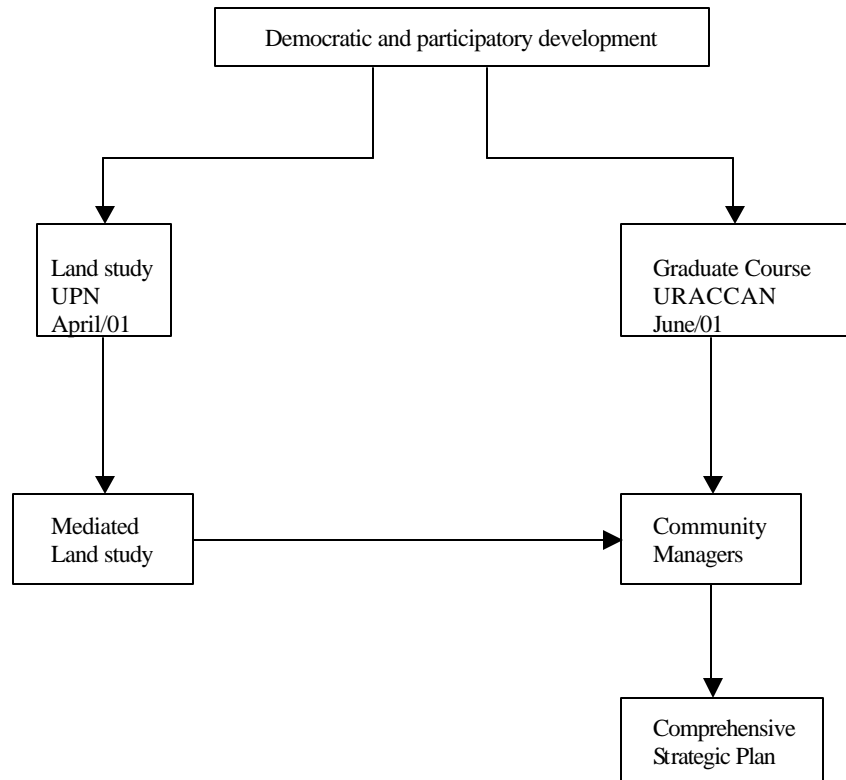 Democratic and participatory development
Land study
UPN
April/01
Graduate Course
URACCAN
June/01
Mediated
Land study
Community
Managers
Comprehensive
Strategic Plan